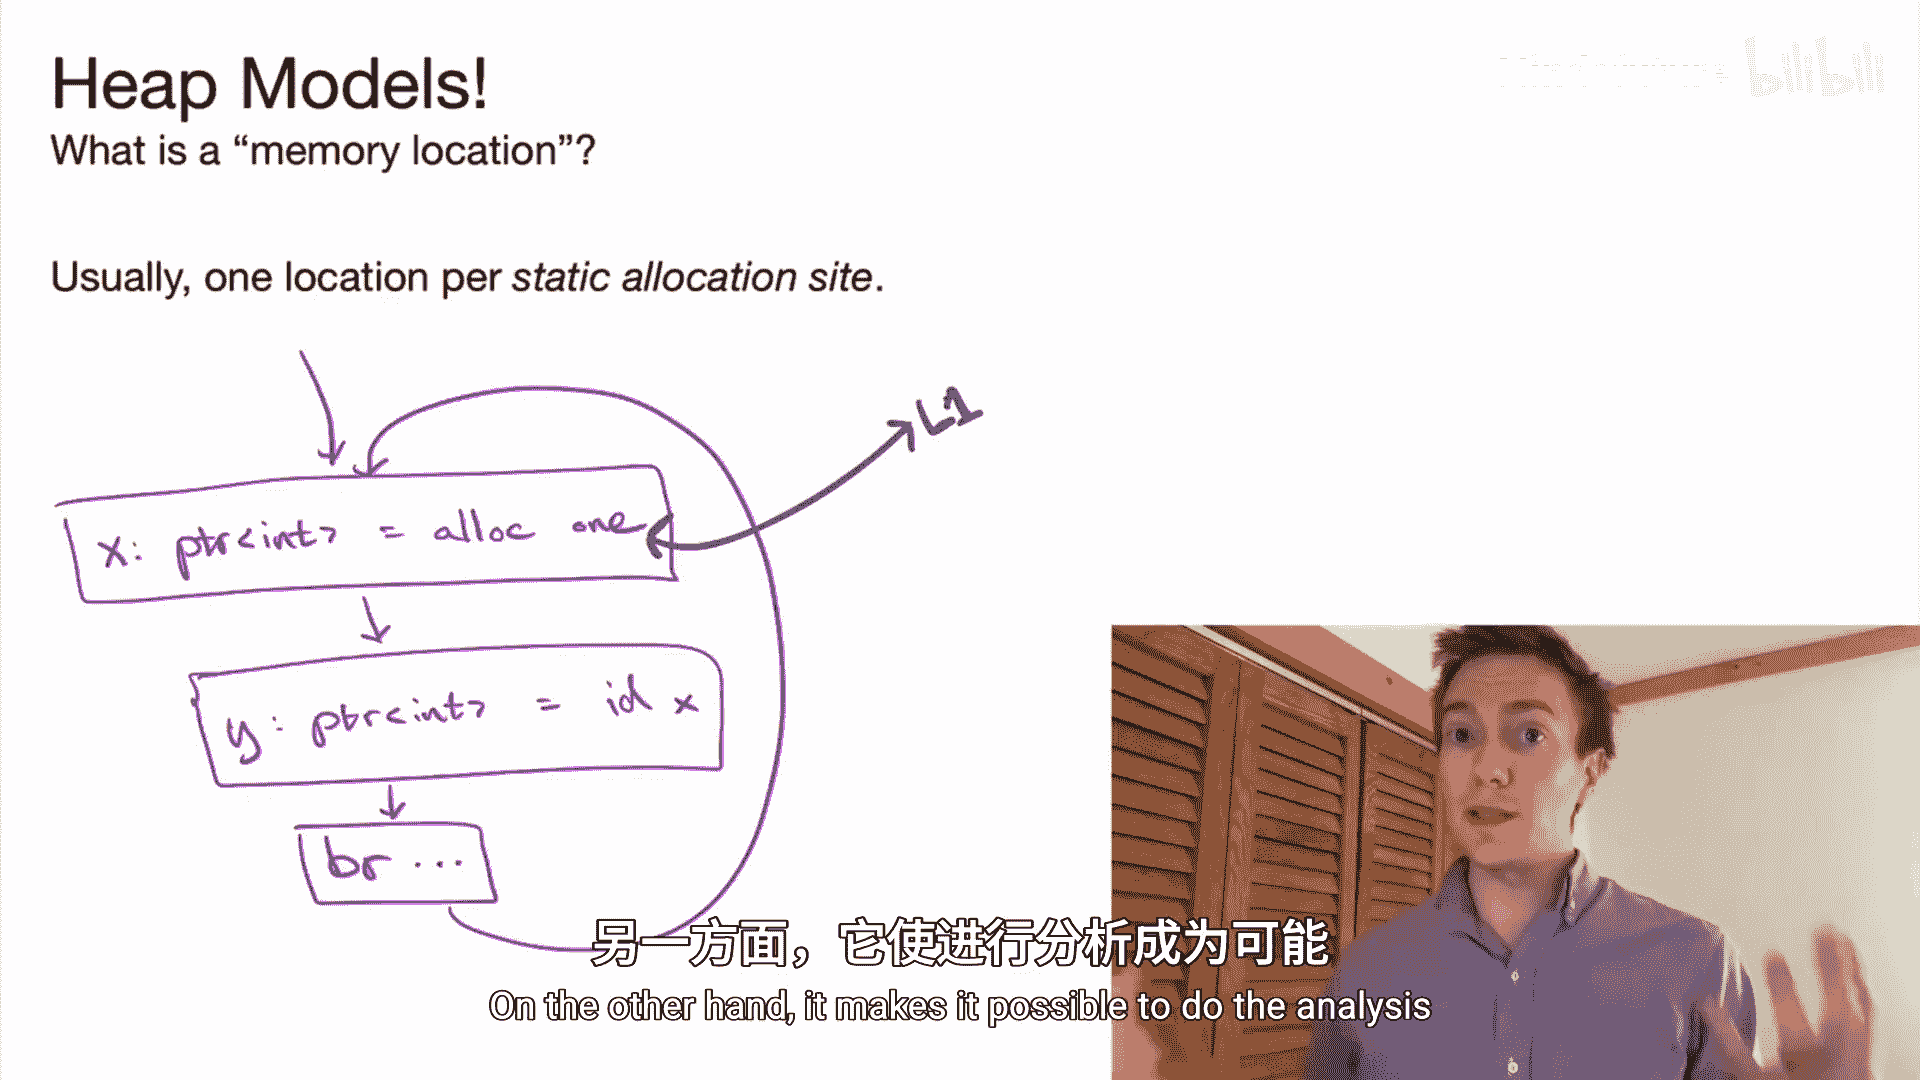 Heap Models!
bilibili
What is a “memory location”?
Usually, one location per static allocation site.
L1
x: ptr<int> = alloc one
y: ptr<int> = id x
br ...
另一方面，它使进行分析成为可能
On the other hand, it makes it possible to do the analysis